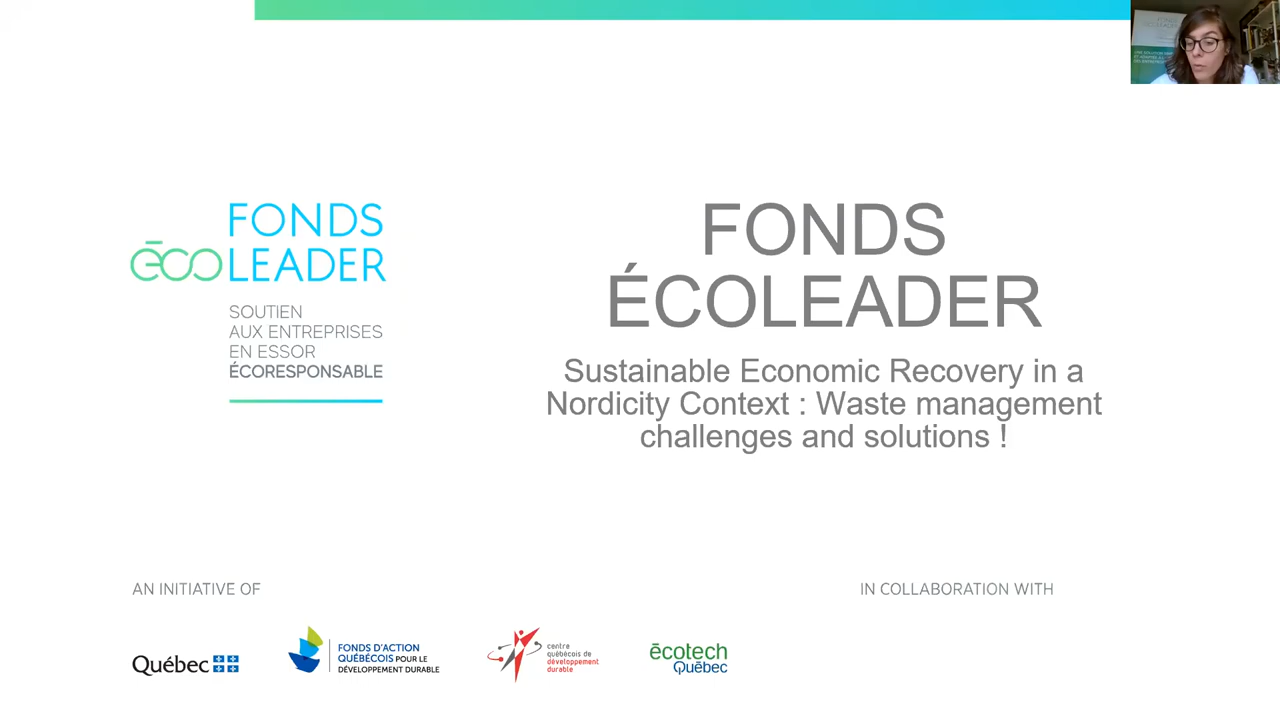 FONDS
écoLEADER
SOUTIEN
AUX ENTREPRISES
EN ESSOR
ÉCORESPONSABLE
FONDS
ÉCOLEADER
Sustainable Economic Recovery in a
Nordicity Context : Waste management
challenges and solutions !
AN INITIATIVE OF
IN COLLABORATION WITH
Québec
FONDS D'ACTION
QUÉBÉCOIS POUR LE
DÉVELOPPEMENT DURABLE
centre
québécois de
développement
durable
écotech
Québec